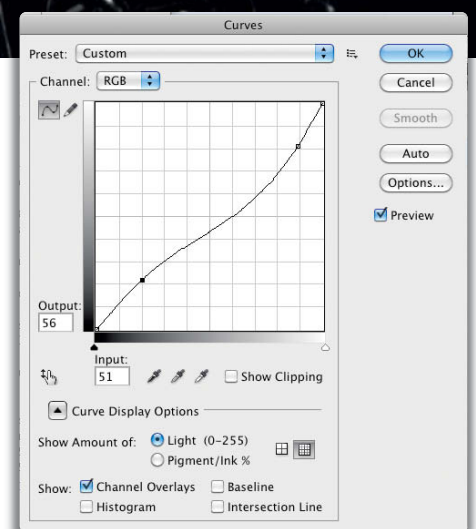 Curves
Preset: Custom
OK
Channel: RGB
Cancel
Smooth
Auto
Options...
Preview
Output:
56
Input:
51
Show Clipping
Curve Display Options
Show Amount of: Light (0-255)
Pigment/Ink %
Show: Channel Overlays Baseline
Histogram Intersection Line